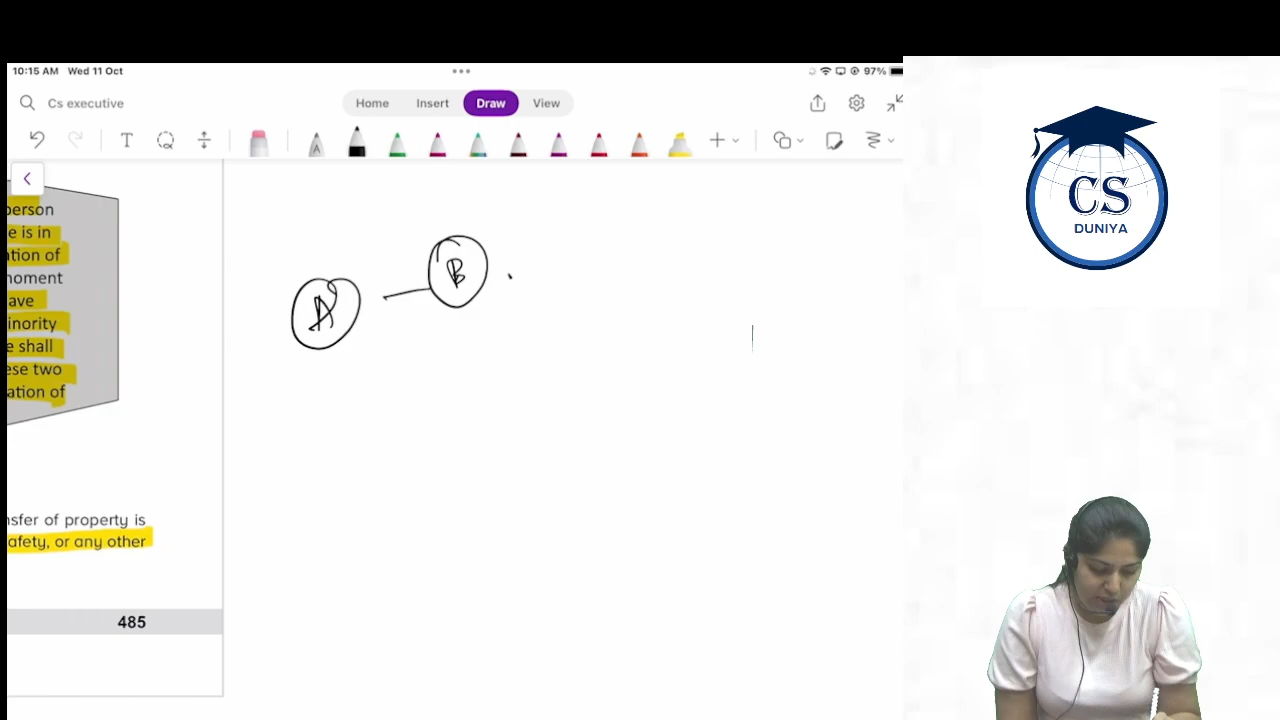 10:15 AM Wed 11 Oct
97%
Cs executive
Home Insert Draw View
T
A
person
e is in
ation of
moment
ave
inority
e shall
ese two
ation of
A
B
nsfer of property is
afety, or any other
485
CS
DUNIYA